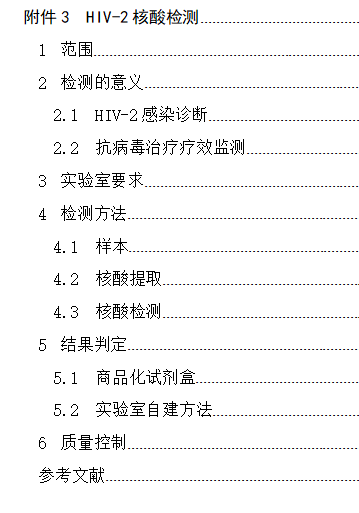 附件 3 HIV-2 核酸检测
1 范围
2 检测的意义
2.1 HIV-2 感染诊断
2.2 抗病毒治疗疗效监测
3 实验室要求
4 检测方法
4.1 样本
4.2 核酸提取
4.3 核酸检测
5 结果判定
5.1 商品化试剂盒
5.2 实验室自建方法
6 质量控制
参考文献